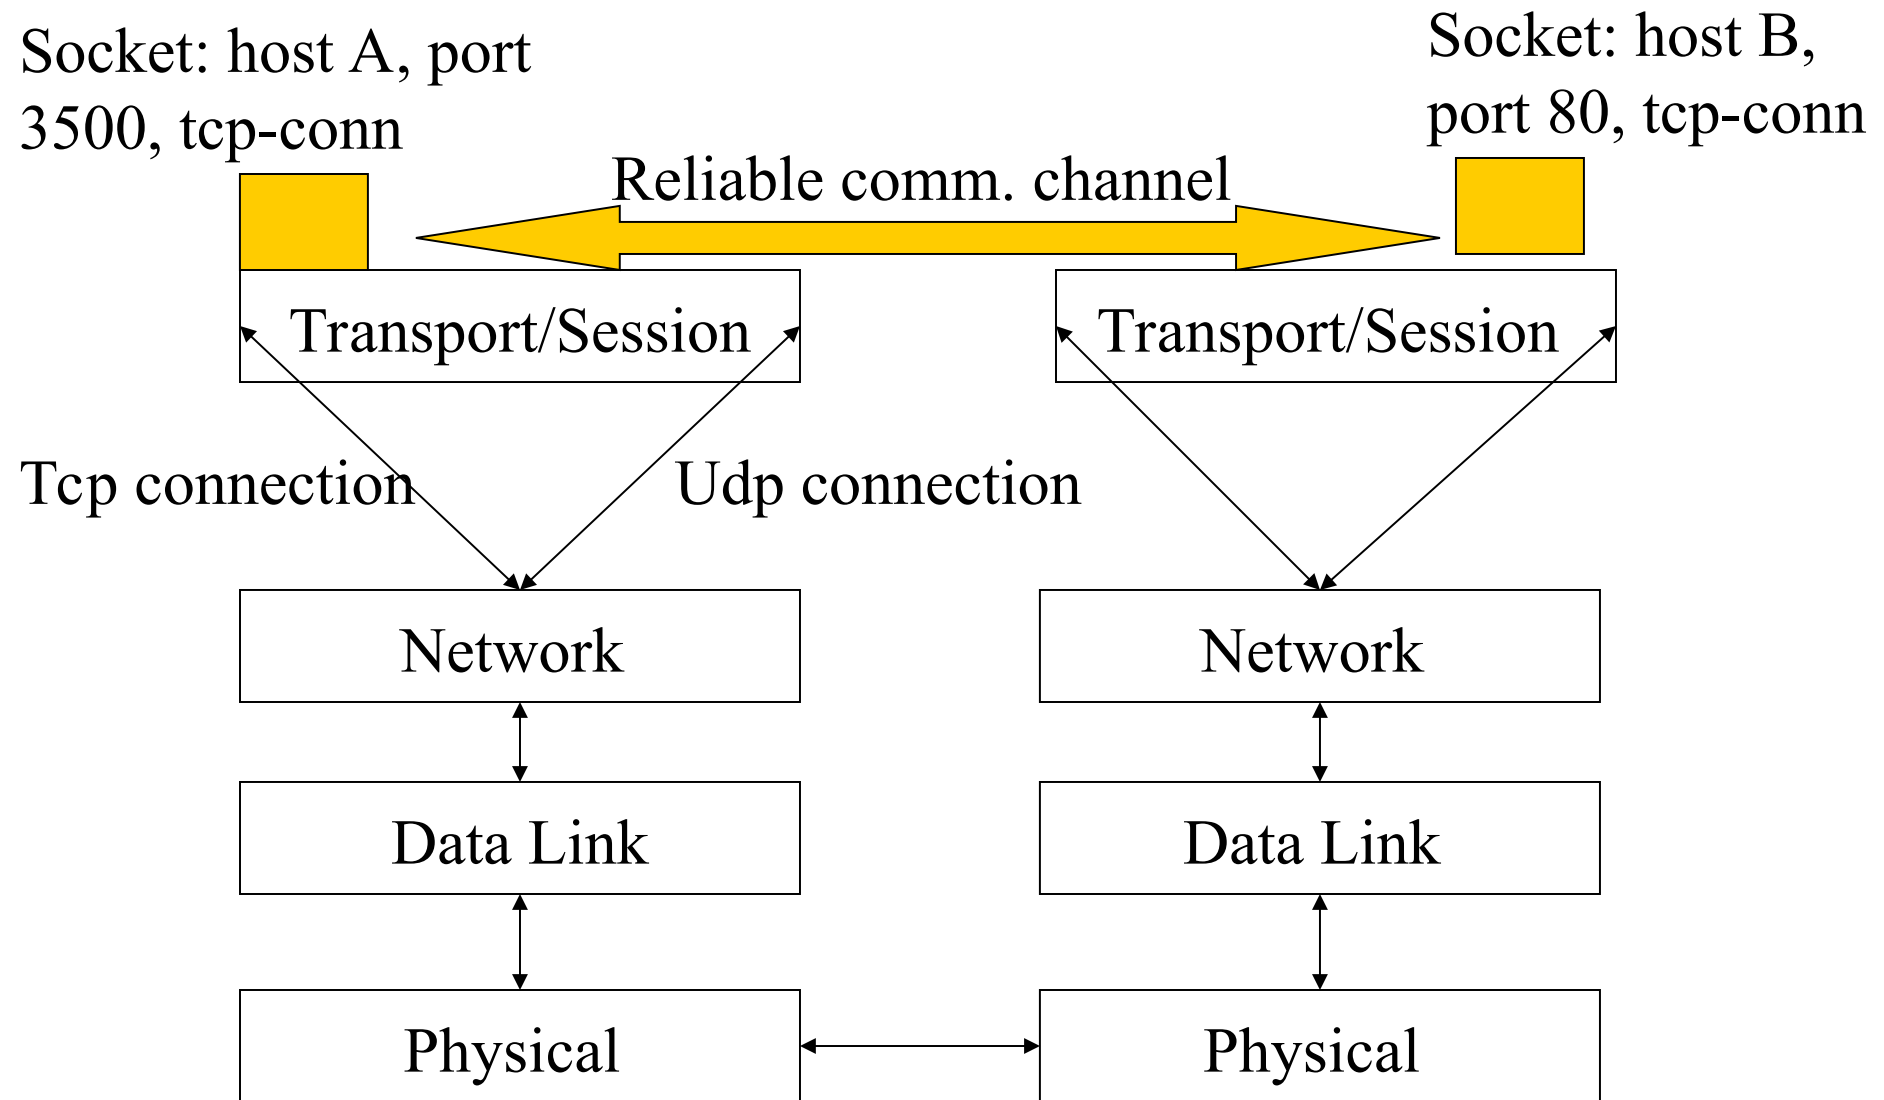 Socket: host A, port
3500, tcp-conn
Socket: host B,
port 80, tcp-conn
Reliable comm. channel
Transport/Session
Transport/Session
Tcp connection
Udp connection
Network
Network
Data Link
Data Link
Physical
Physical